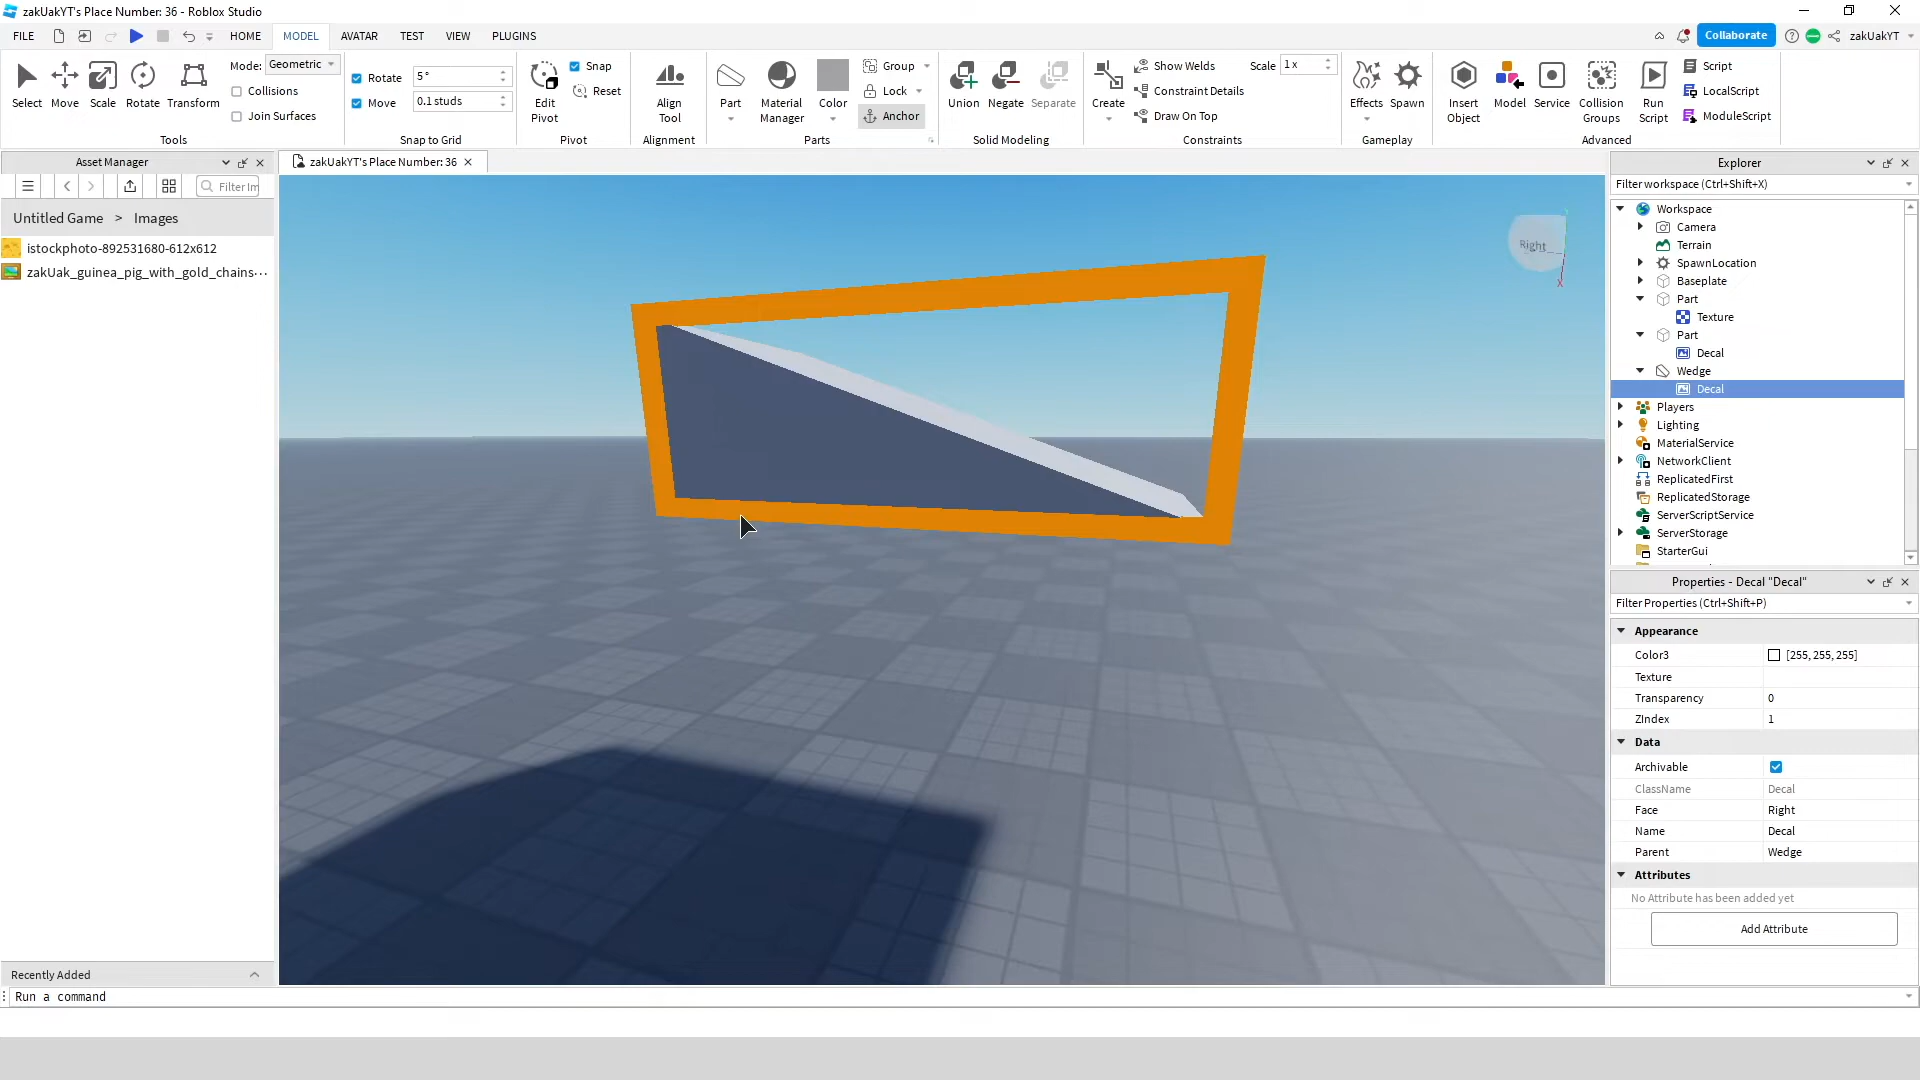 zakUakYT's Place Number: 36 - Roblox Studio
FILE HOME MODEL AVATAR TEST VIEW PLUGINS Collaborate zakUakYT
Select Move Scale Rotate Transform
Mode: Geometric
Collisions
Join Surfaces
Tools
Rotate 5°
Move 0.1 studs
Snap to Grid
Edit
Pivot
Snap
Reset
Pivot
Align
Tool
Alignment
Part
Material
Manager
Color
Group
Lock
Anchor
Parts
Union Negate Separate
Solid Modeling
Create
Show Welds
Constraint Details
Draw On Top
Scale 1 x
Constraints
Effects Spawn
Gameplay
Insert
Object
Model
Service
Collision
Groups
Run
Script
Script
LocalScript
ModuleScript
Advanced
Asset Manager
Filter Im
Untitled Game > Images
istockphoto-892531680-612x612
zakUak_guinea_pig_with_gold_chains···
Recently Added
zakUakYT's Place Number: 36
Right
X
Explorer
Filter workspace (Ctrl+Shift+X)
Workspace
Camera
Terrain
SpawnLocation
Baseplate
Part
Texture
Part
Decal
Wedge
Decal
Players
Lighting
MaterialService
NetworkClient
ReplicatedFirst
ReplicatedStorage
ServerScriptService
ServerStorage
StarterGui
Properties - Decal "Decal"
Filter Properties (Ctrl+Shift+P)
Appearance
Color3 [255, 255, 255]
Texture
Transparency 0
ZIndex 1
Data
Archivable
ClassName Decal
Face Right
Name Decal
Parent Wedge
Attributes
No Attribute has been added yet
Add Attribute
Run a command